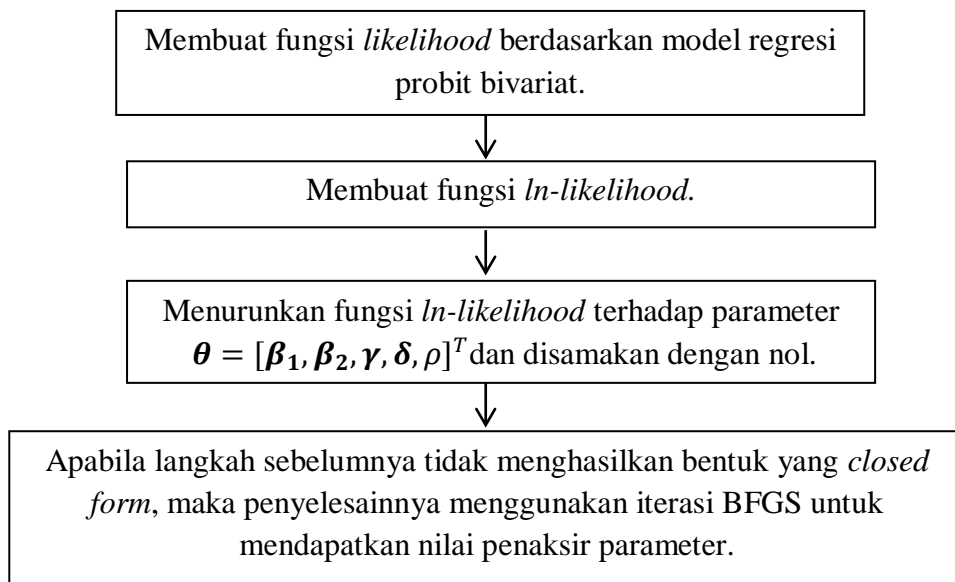 Membuat fungsi likelihood berdasarkan model regresi
probit bivariat.
Membuat fungsi ln-likelihood.
Menurunkan fungsi ln-likelihood terhadap parameter
𝜽 = [𝜷𝟏, 𝜷𝟐, 𝜸, 𝜹, 𝜌]ᵀ dan disamakan dengan nol.
Apabila langkah sebelumnya tidak menghasilkan bentuk yang closed
form, maka penyelesainnya menggunakan iterasi BFGS untuk
mendapatkan nilai penaksir parameter.